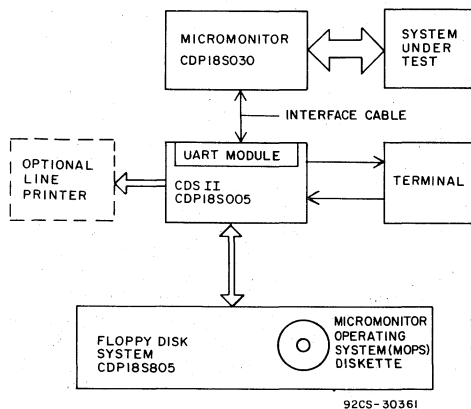 MICROMONITOR
CDP18S030
SYSTEM
UNDER
TEST
INTERFACE CABLE
UART MODULE
CDS II
CDP18S005
OPTIONAL
LINE
PRINTER
TERMINAL
FLOPPY DISK
SYSTEM
CDP18S805
MICROMONITOR
OPERATING
SYSTEM (MOPS)
DISKETTE
92CS-30361